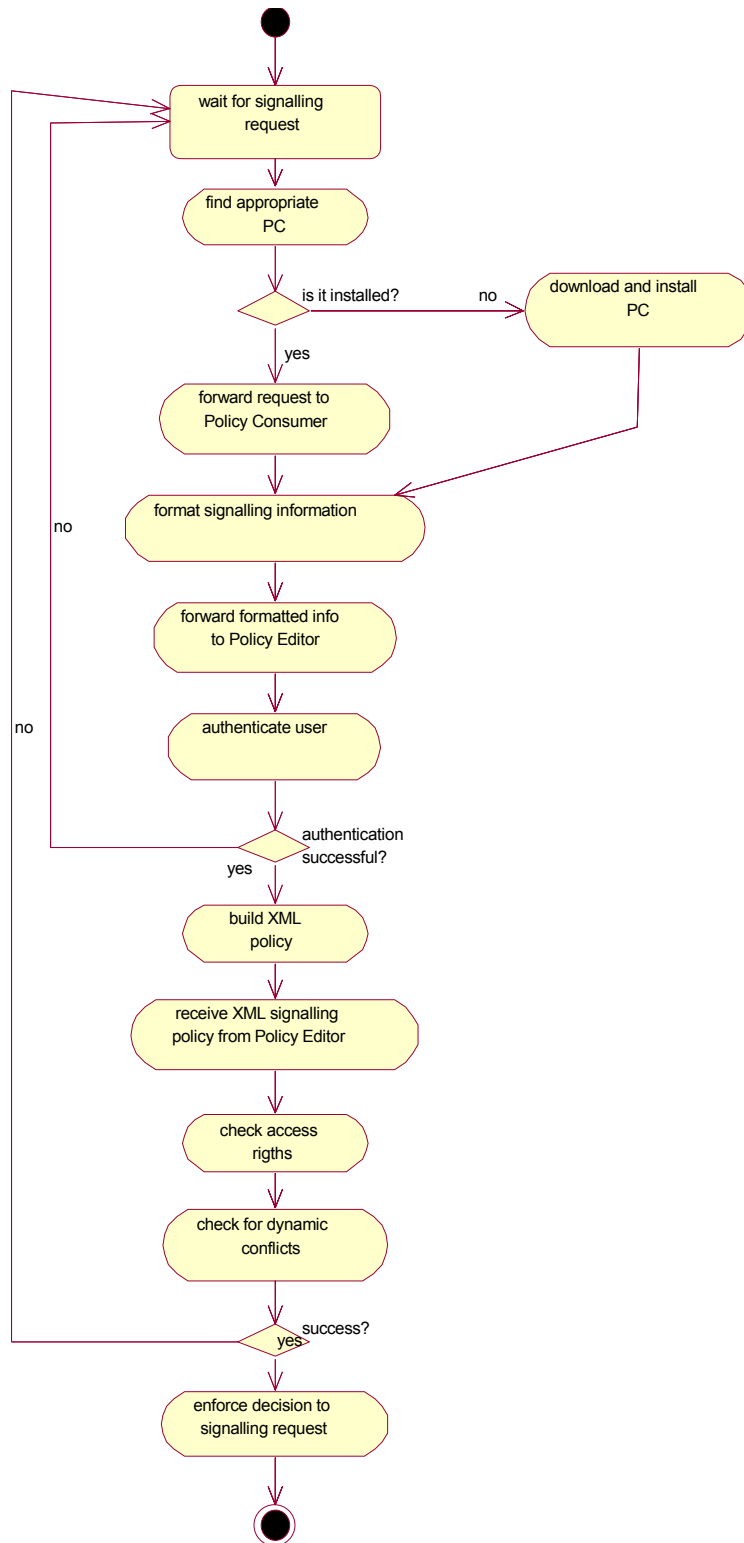 wait for signalling
request
find appropriate
PC
is it installed?
no
download and install
PC
yes
forward request to
Policy Consumer
format signalling information
no
forward formatted info
to Policy Editor
no
authenticate user
authentication
successful?
yes
build XML
policy
receive XML signalling
policy from Policy Editor
check access
rigths
check for dynamic
conflicts
success?
yes
enforce decision to
signalling request